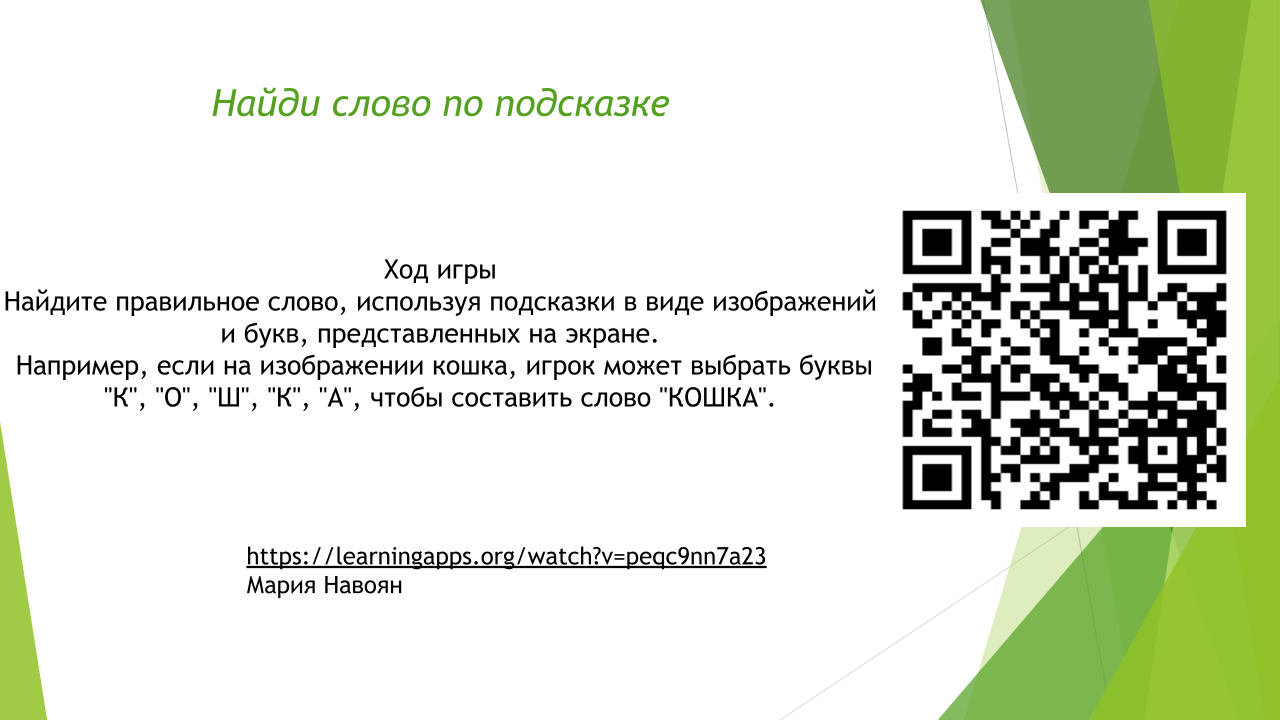 Найди слово по подсказке
Ход игры
Найдите правильное слово, используя подсказки в виде изображений
и букв, представленных на экране.
Например, если на изображении кошка, игрок может выбрать буквы
"К", "О", "Ш", "К", "А", чтобы составить слово "КОШКА".
https://learningapps.org/watch?v=peqc9nn7a23
Мария Навоян